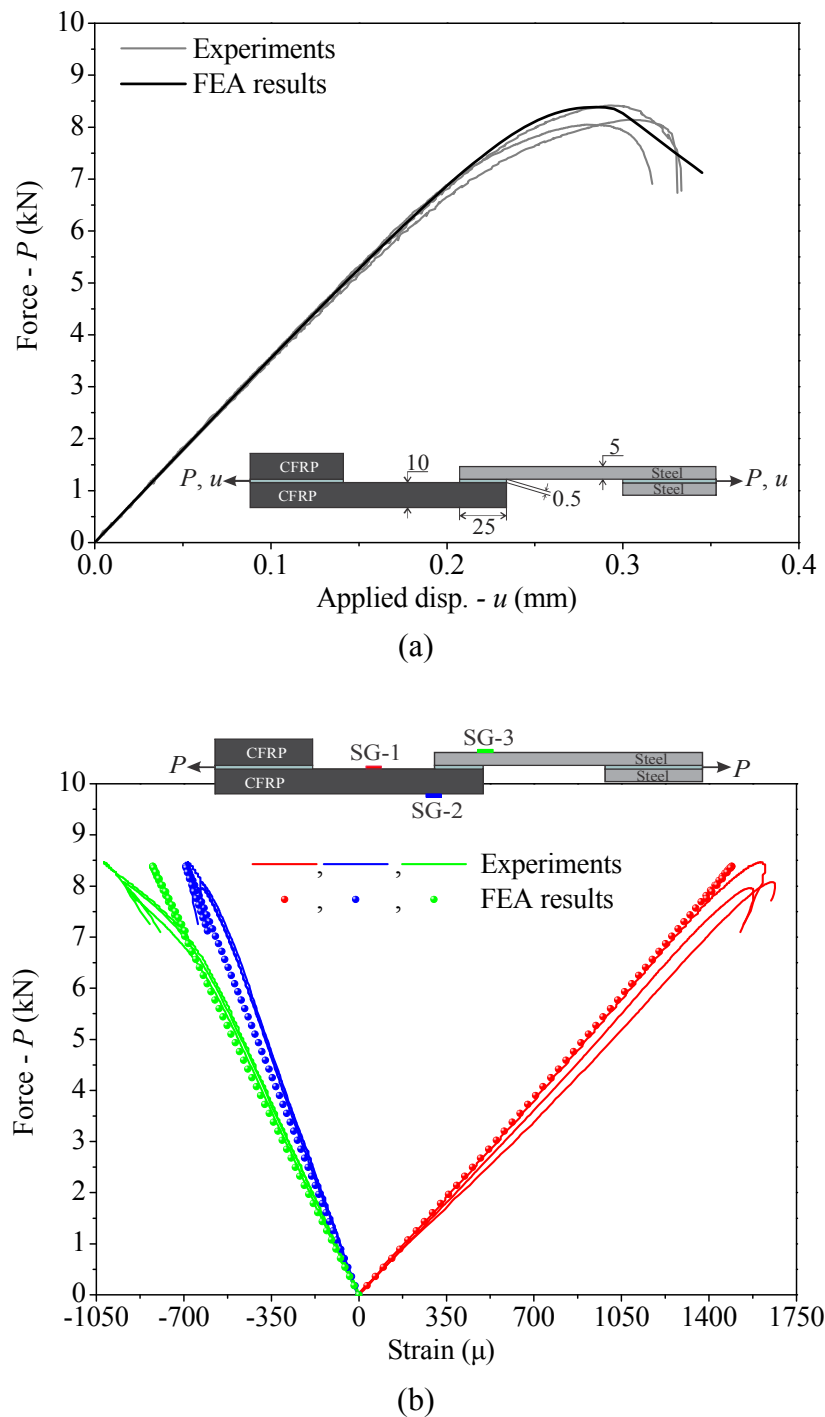 10
9
8
7
6
5
4
3
2
1
0
Force - P (kN)
Experiments
FEA results
CFRP
CFRP
10
5
Steel
Steel
P, u
P, u
0.5
25
0.0 0.1 0.2 0.3 0.4
Applied disp. - u (mm)
(a)
SG-3
SG-1
CFRP
CFRP
Steel
Steel
P
P
SG-2
10
9
8
7
6
5
4
3
2
1
0
Force - P (kN)
, , Experiments
, , FEA results
-1050 -700 -350 0 350 700 1050 1400 1750
Strain (μ)
(b)